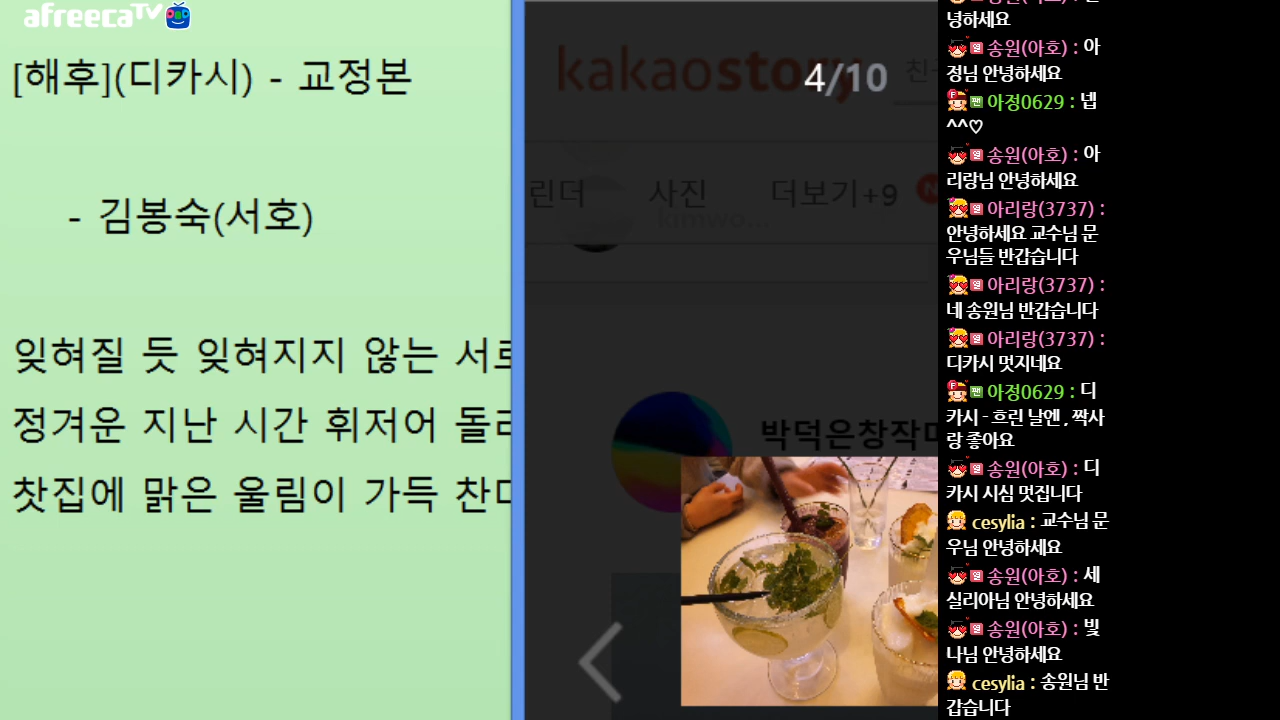 afreecaTV
[해후](디카시) - 교정본
- 김봉숙(서호)
잊혀질 듯 잊혀지지 않는
정겨운 지난 시간 휘저어
찻집에 맑은 울림이 가득
kakaostory
4/10
린더 사진 더보기+9 N
kimwo...
박덕은창작
녕하세요
송원(아호) : 아
정님 안녕하세요
아정0629 : 넵
^^♡
송원(아호) : 아
리랑님 안녕하세요
아리랑(3737) :
안녕하세요 교수님 문
우님들 반갑습니다
아리랑(3737) :
네 송원님 반갑습니다
아리랑(3737) :
디카시 멋지네요
아정0629 : 디
카시 - 흐린 날엔 , 짝사
랑 좋아요
송원(아호) : 디
카시 시심 멋집니다
cesylia : 교수님 문
우님 안녕하세요
송원(아호) : 세
실리아님 안녕하세요
송원(아호) : 빛
나님 안녕하세요
cesylia : 송원님 반
갑습니다